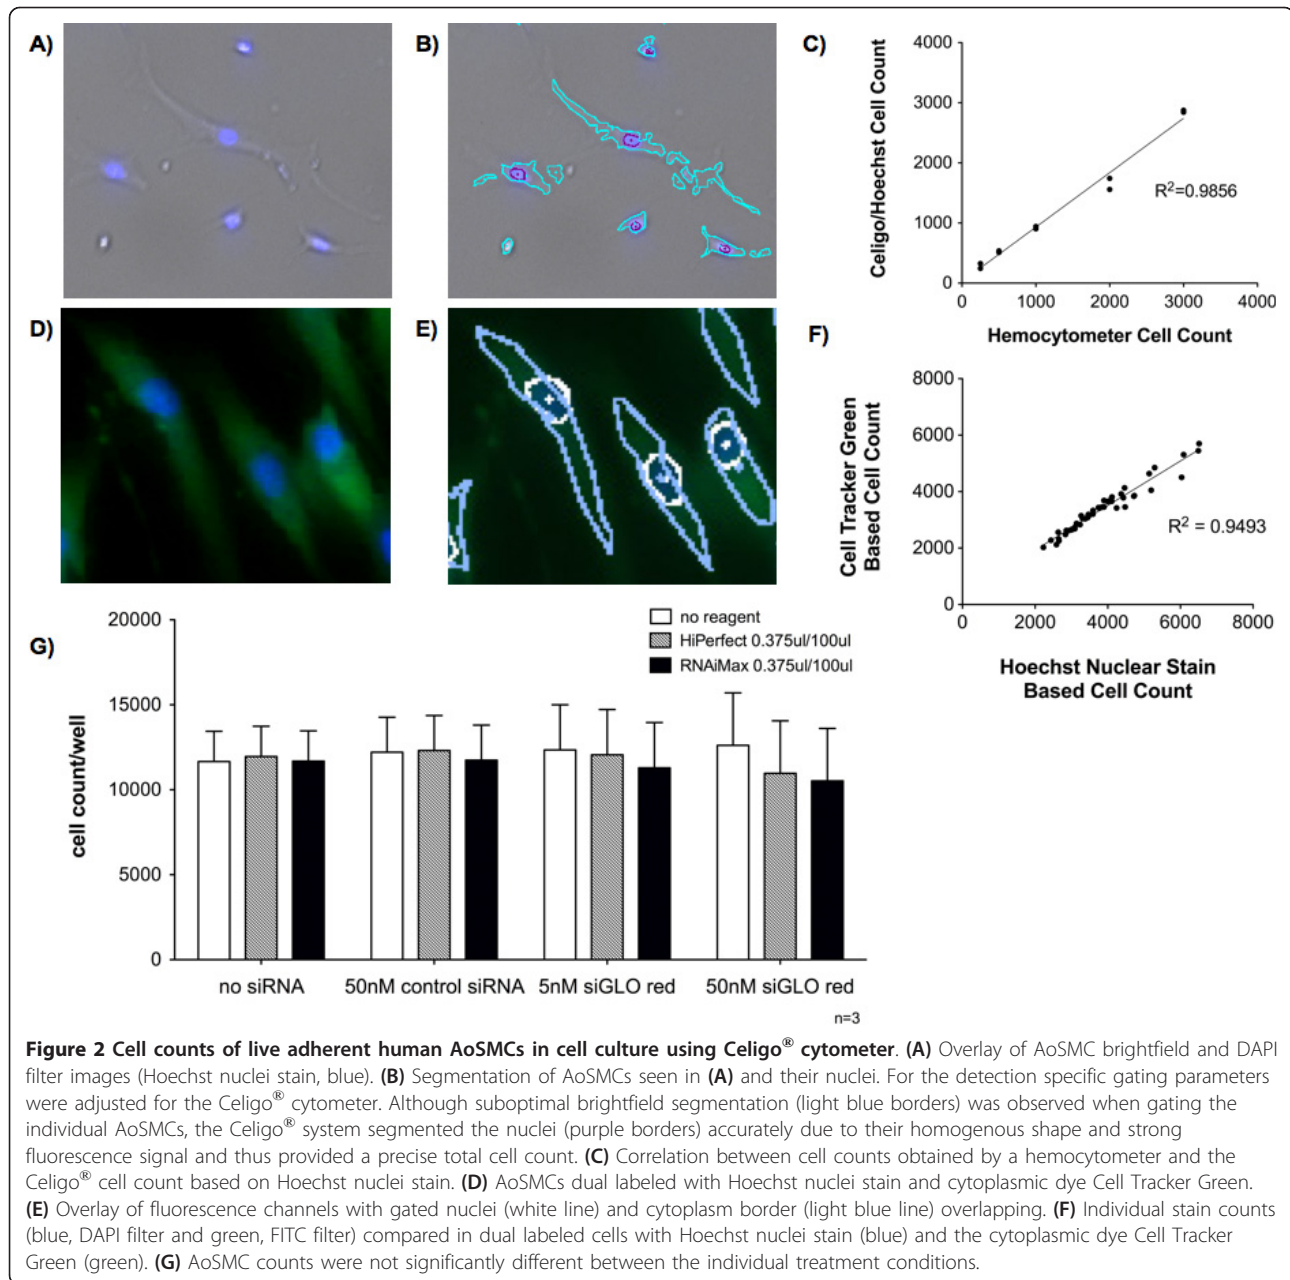 A)
B)
C)
4000
3000
2000
1000
0
Celigo/Hoechst Cell Count
R²=0.9856
0 1000 2000 3000 4000
Hemocytometer Cell Count
D)
E)
F)
8000
6000
4000
2000
0
Cell Tracker Green
Based Cell Count
R² = 0.9493
0 2000 4000 6000 8000
Hoechst Nuclear Stain
Based Cell Count
G)
20000
15000
10000
5000
0
cell count/well
no reagent
HiPerfect 0.375ul/100ul
RNAiMax 0.375ul/100ul
no siRNA 50nM control siRNA 5nM siGLO red 50nM siGLO red
n=3
Figure 2 Cell counts of live adherent human AoSMCs in cell culture using Celigo® cytometer. (A) Overlay of AoSMC brightfield and DAPI
filter images (Hoechst nuclei stain, blue). (B) Segmentation of AoSMCs seen in (A) and their nuclei. For the detection specific gating parameters
were adjusted for the Celigo® cytometer. Although suboptimal brightfield segmentation (light blue borders) was observed when gating the
individual AoSMCs, the Celigo® system segmented the nuclei (purple borders) accurately due to their homogenous shape and strong
fluorescence signal and thus provided a precise total cell count. (C) Correlation between cell counts obtained by a hemocytometer and the
Celigo® cell count based on Hoechst nuclei stain. (D) AoSMCs dual labeled with Hoechst nuclei stain and cytoplasmic dye Cell Tracker Green.
(E) Overlay of fluorescence channels with gated nuclei (white line) and cytoplasm border (light blue line) overlapping. (F) Individual stain counts
(blue, DAPI filter and green, FITC filter) compared in dual labeled cells with Hoechst nuclei stain (blue) and the cytoplasmic dye Cell Tracker
Green (green). (G) AoSMC counts were not significantly different between the individual treatment conditions.